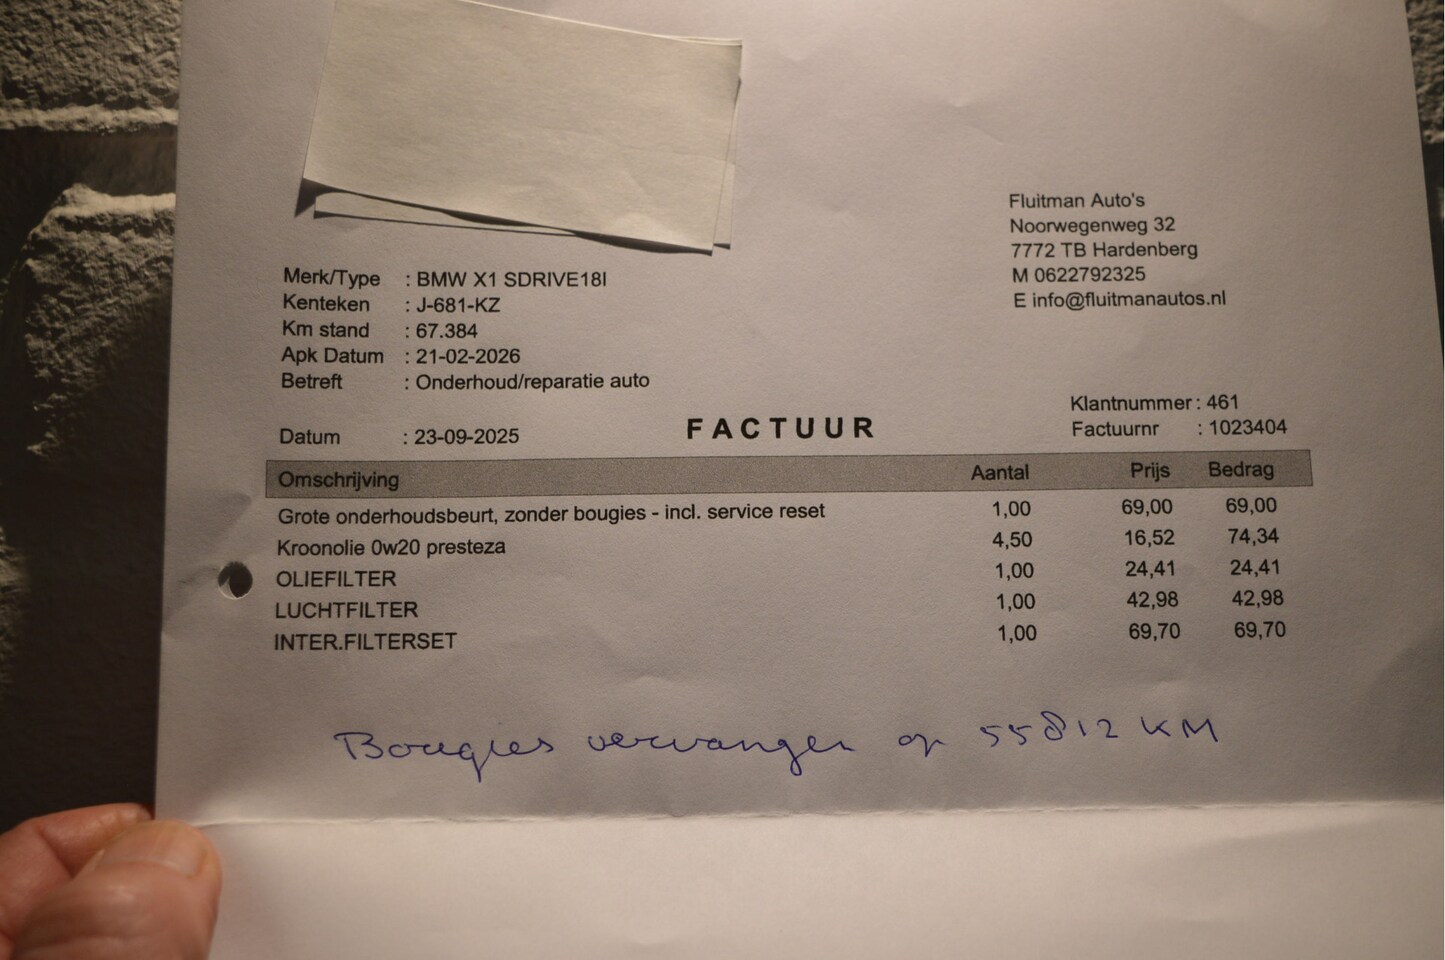 Fluitman Auto's
Noorwegenweg 32
7772 TB Hardenberg
M 0622792325
E info@fluitmanautos.nl
Merk/Type : BMW X1 SDRIVE18I
Kenteken : J-681-KZ
Km stand : 67.384
Apk Datum : 21-02-2026
Betreft : Onderhoud/reparatie auto
Klantnummer : 461
Factuurnr : 1023404
Datum : 23-09-2025
FACTUUR
Omschrijving Aantal Prijs Bedrag
Grote onderhoudsbeurt, zonder bougies - incl. service reset 1,00 69,00 69,00
Kroonolie 0w20 presteza 4,50 16,52 74,34
OLIEFILTER 1,00 24,41 24,41
LUCHTFILTER 1,00 42,98 42,98
INTER.FILTERSET 1,00 69,70 69,70
Bougies vervangen op 55812 KM